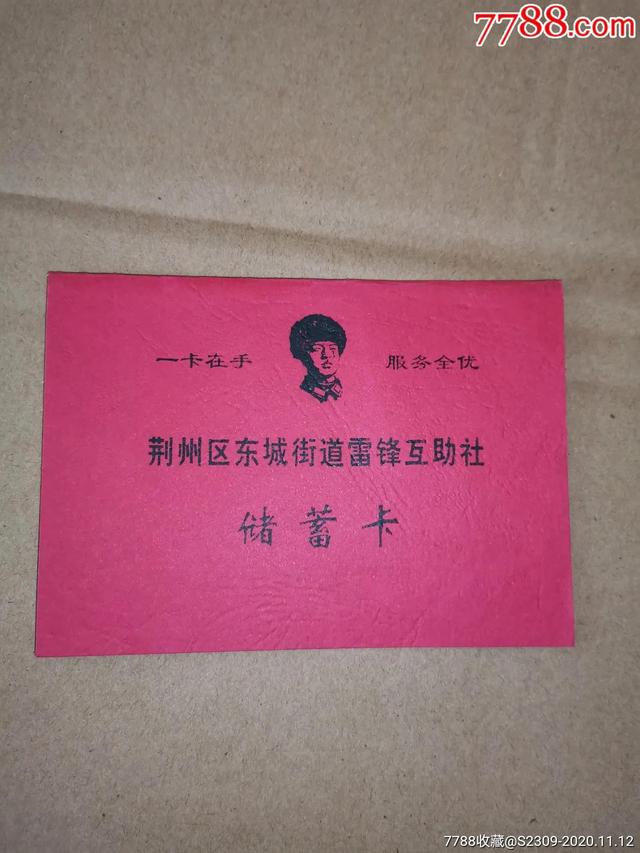 7788.com
一卡在手 服务全优
荆州区东城街道雷锋互助社
储蓄卡
7788收藏@S2309-2020.11.12